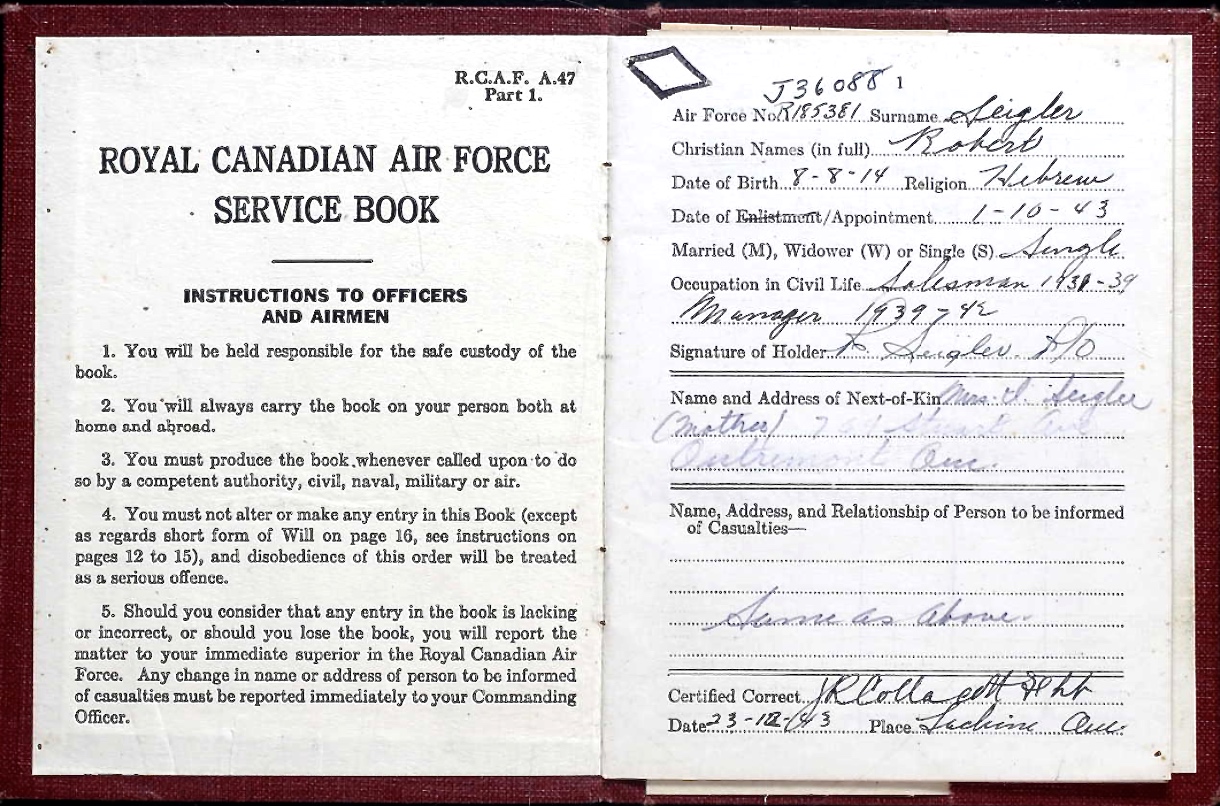 R.C.A.F. A.47
Part 1.
ROYAL CANADIAN AIR FORCE
SERVICE BOOK
INSTRUCTIONS TO OFFICERS
AND AIRMEN
1. You will be held responsible for the safe custody of the
book.
2. You will always carry the book on your person both at
home and abroad.
3. You must produce the book whenever called upon to do
so by a competent authority, civil, naval, military or air.
4. You must not alter or make any entry in this Book (except
as regards short form of Will on page 16, see instructions on
pages 12 to 15), and disobedience of this order will be treated
as a serious offence.
5. Should you consider that any entry in the book is lacking
or incorrect, or should you lose the book, you will report the
matter to your immediate superior in the Royal Canadian Air
Force. Any change in name or address of person to be informed
of casualties must be reported immediately to your Commanding
Officer.
J36088 1
Air Force No. R185381 Surname Seigler
Christian Names (in full) Robert
Date of Birth 8-8-14 Religion Hebrew
Date of Enlistment/Appointment 1-10-43
Married (M), Widower (W) or Single (S) Single
Occupation in Civil Life Salesman -39
Manager 1939-42
Signature of Holder R Seigler P/O
Name and Address of Next-of-Kin Mrs. Seigler
(Mother) Stuart Ave
Outremont Que.
Name, Address, and Relationship of Person to be informed
of Casualties—
Same as above.
Certified Correct JR Collacott
Date 23-12-43 Place Lachine Que.